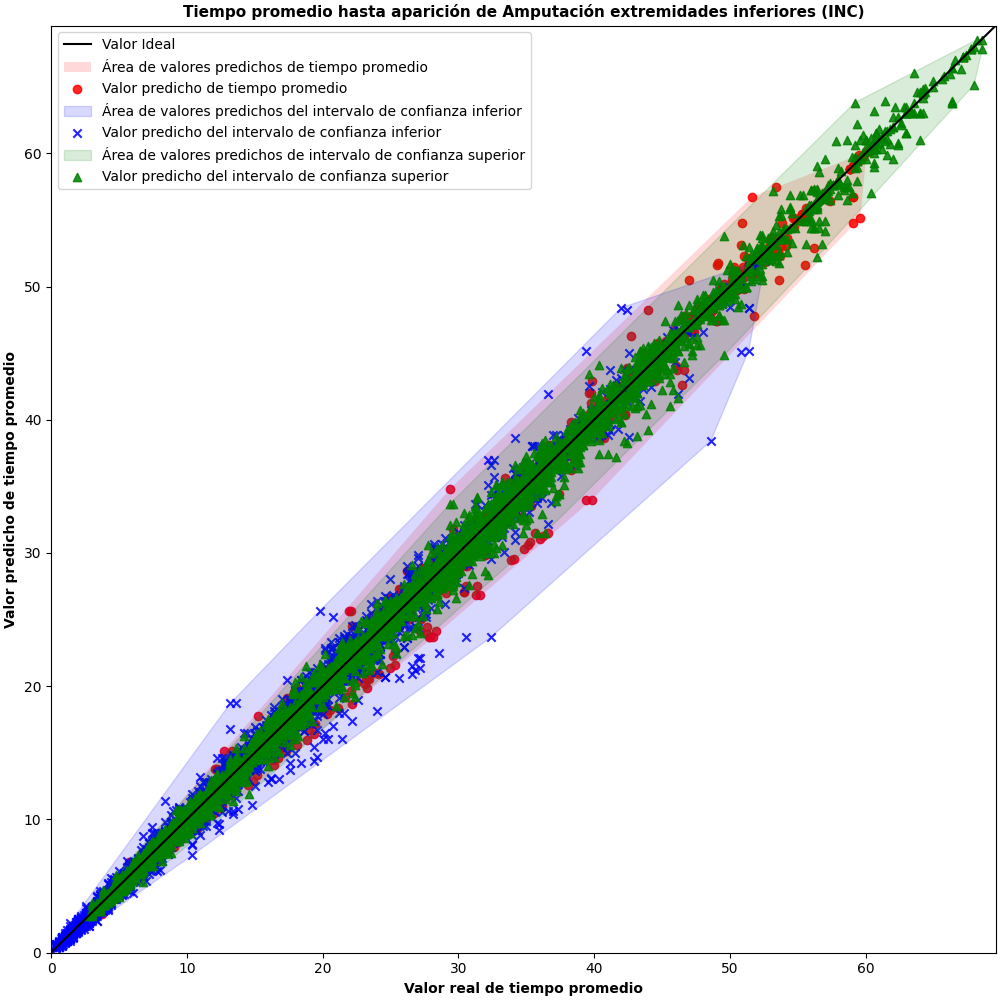 Tiempo promedio hasta aparición de Amputación extremidades inferiores (INC)
Valor Ideal
Área de valores predichos de tiempo promedio
Valor predicho de tiempo promedio
Área de valores predichos del intervalo de confianza inferior
Valor predicho del intervalo de confianza inferior
Área de valores predichos de intervalo de confianza superior
Valor predicho del intervalo de confianza superior
Valor predicho de tiempo promedio
60
50
40
30
20
10
0
0 10 20 30 40 50 60
Valor real de tiempo promedio